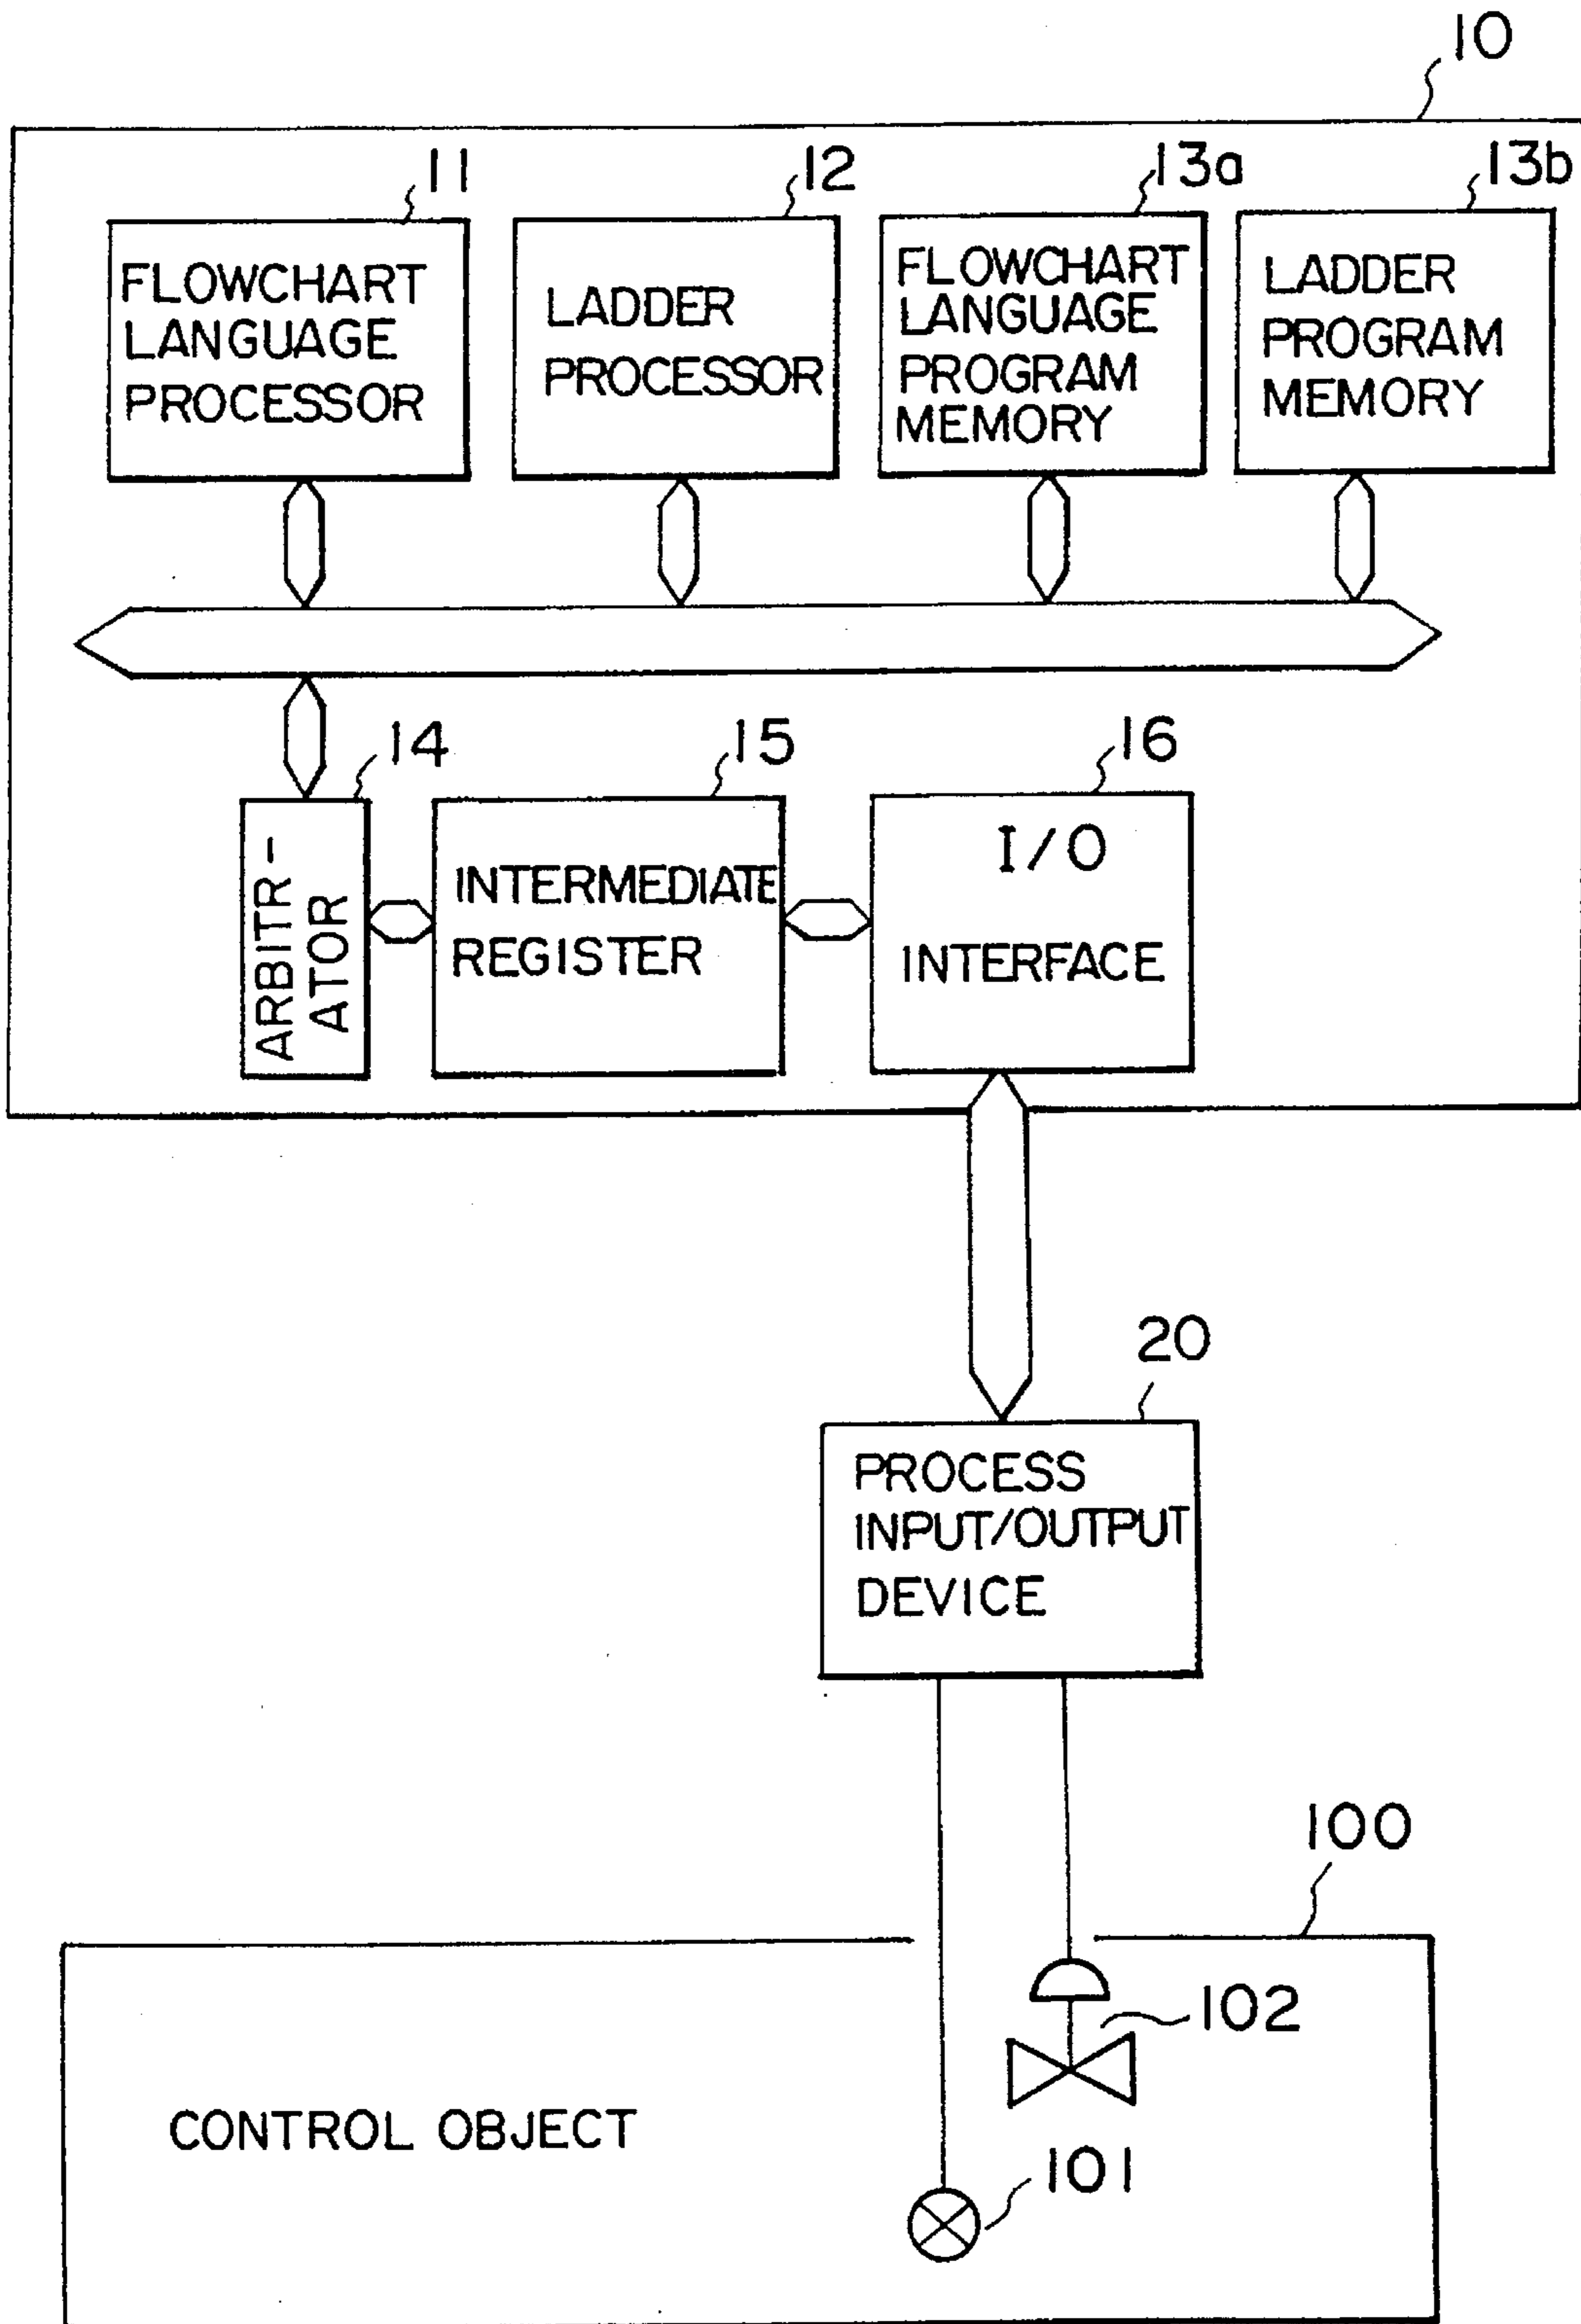 10
11
12
13a
13b
FLOWCHART
LANGUAGE
PROCESSOR
LADDER
PROCESSOR
FLOWCHART
LANGUAGE
PROGRAM
MEMORY
LADDER
PROGRAM
MEMORY
14
15
16
ARBITR-
ATOR
INTERMEDIATE
REGISTER
I/O
INTERFACE
20
PROCESS
INPUT/OUTPUT
DEVICE
100
102
CONTROL OBJECT
101